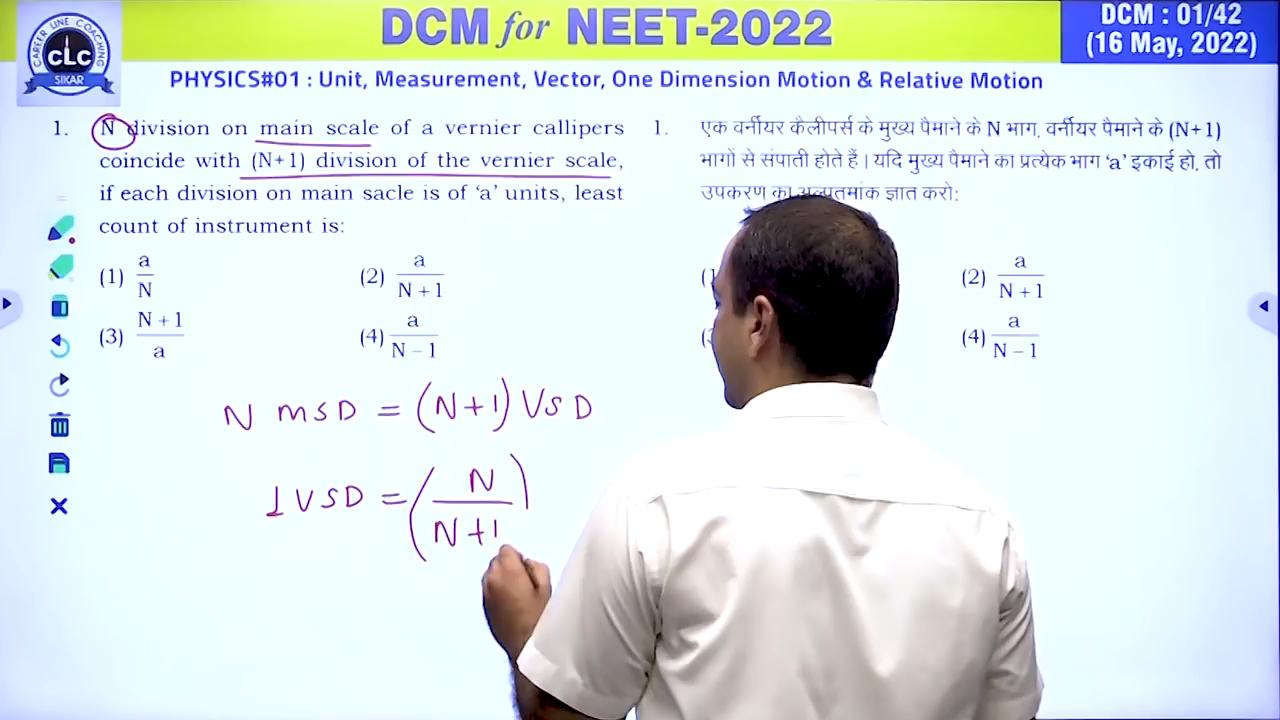 DCM for NEET-2022
DCM : 01/42
(16 May, 2022)
CAREER LINE COACHING
CLC
SIKAR
PHYSICS#01 : Unit, Measurement, Vector, One Dimension Motion & Relative Motion
1. N division on main scale of a vernier callipers
coincide with (N+1) division of the vernier scale,
if each division on main sacle is of ‘a’ units, least
count of instrument is:
(1) a/N (2) a/(N + 1)
(3) (N + 1)/a (4) a/(N – 1)
1. एक वर्नीयर कैलीपर्स के मुख्य पैमाने के N भाग, वर्नीयर पैमाने के (N+1)
भागों से संपाती होते हैं। यदि मुख्य पैमाने का प्रत्येक भाग ‘a’ इकाई हो, तो
उपकरण का अल्पतमांक ज्ञात करो:
(2) a/(N + 1)
(4) a/(N – 1)
N MSD = (N+1) VSD
1 VSD = (N/(N+1)